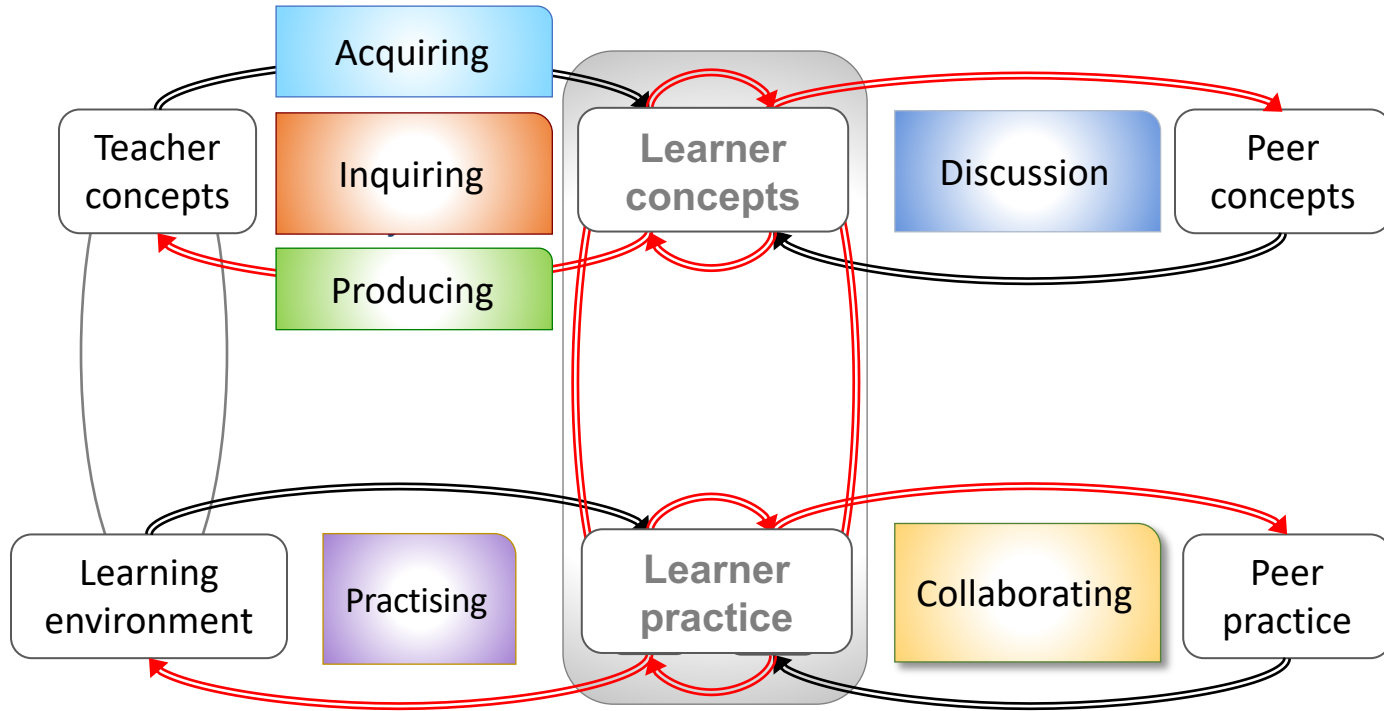 Acquiring
Teacher
concepts
Inquiring
Learner
concepts
Discussion
Peer
concepts
Producing
Learning
environment
Practising
Learner
practice
Collaborating
Peer
practice